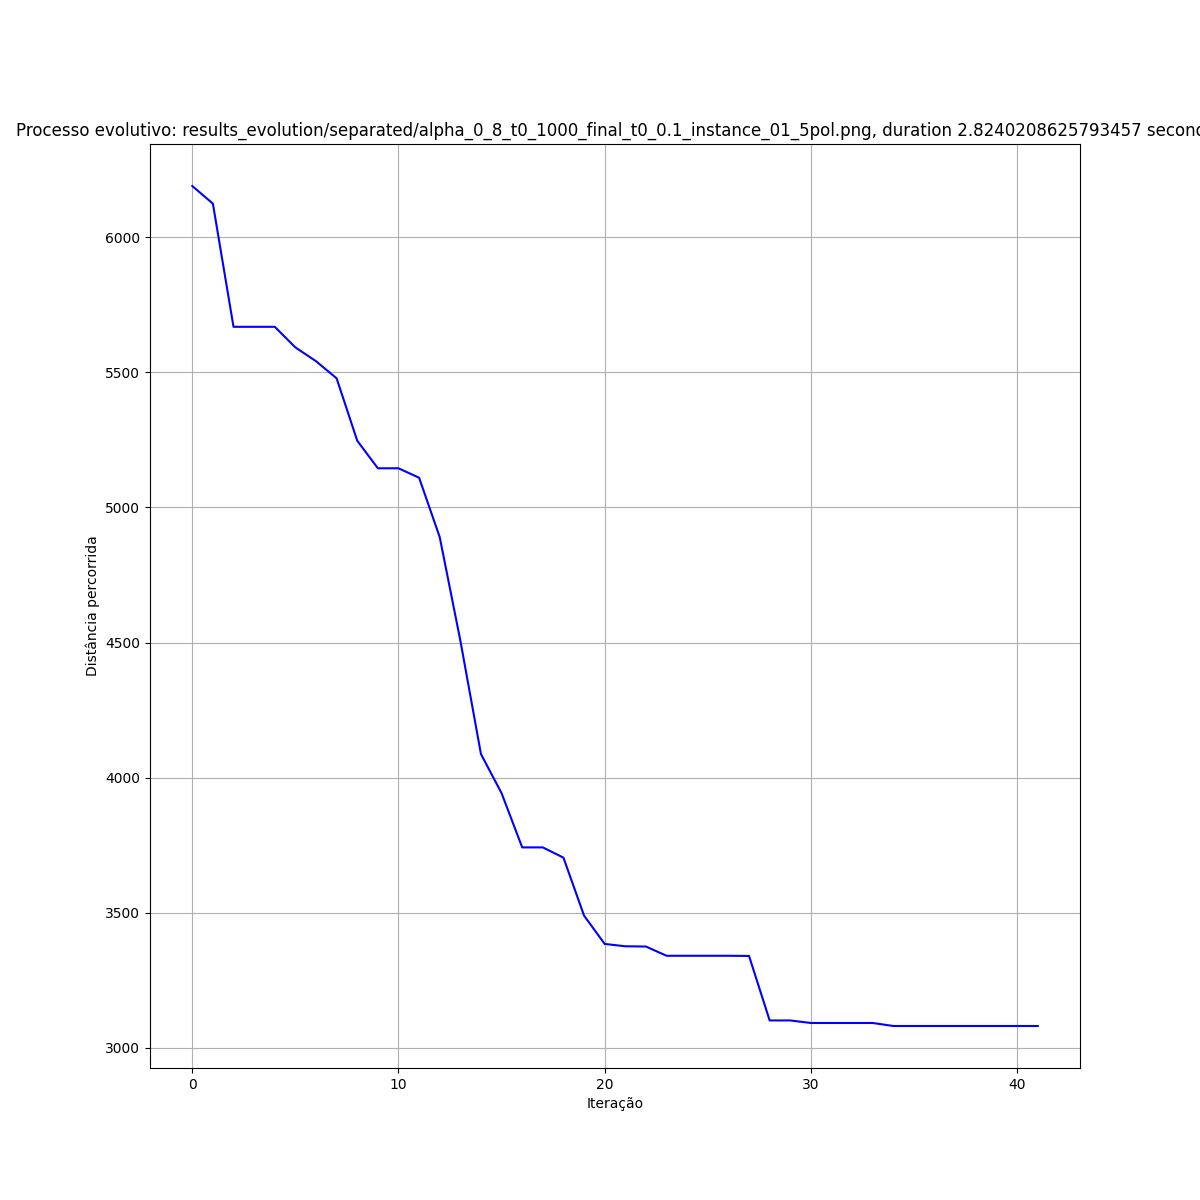 Processo evolutivo: results_evolution/separated/alpha_0_8_t0_1000_final_t0_0.1_instance_01_5pol.png, duration 2.8240208625793457
6000
5500
5000
4500
4000
3500
3000
Distância percorrida
0 10 20 30 40
Iteração